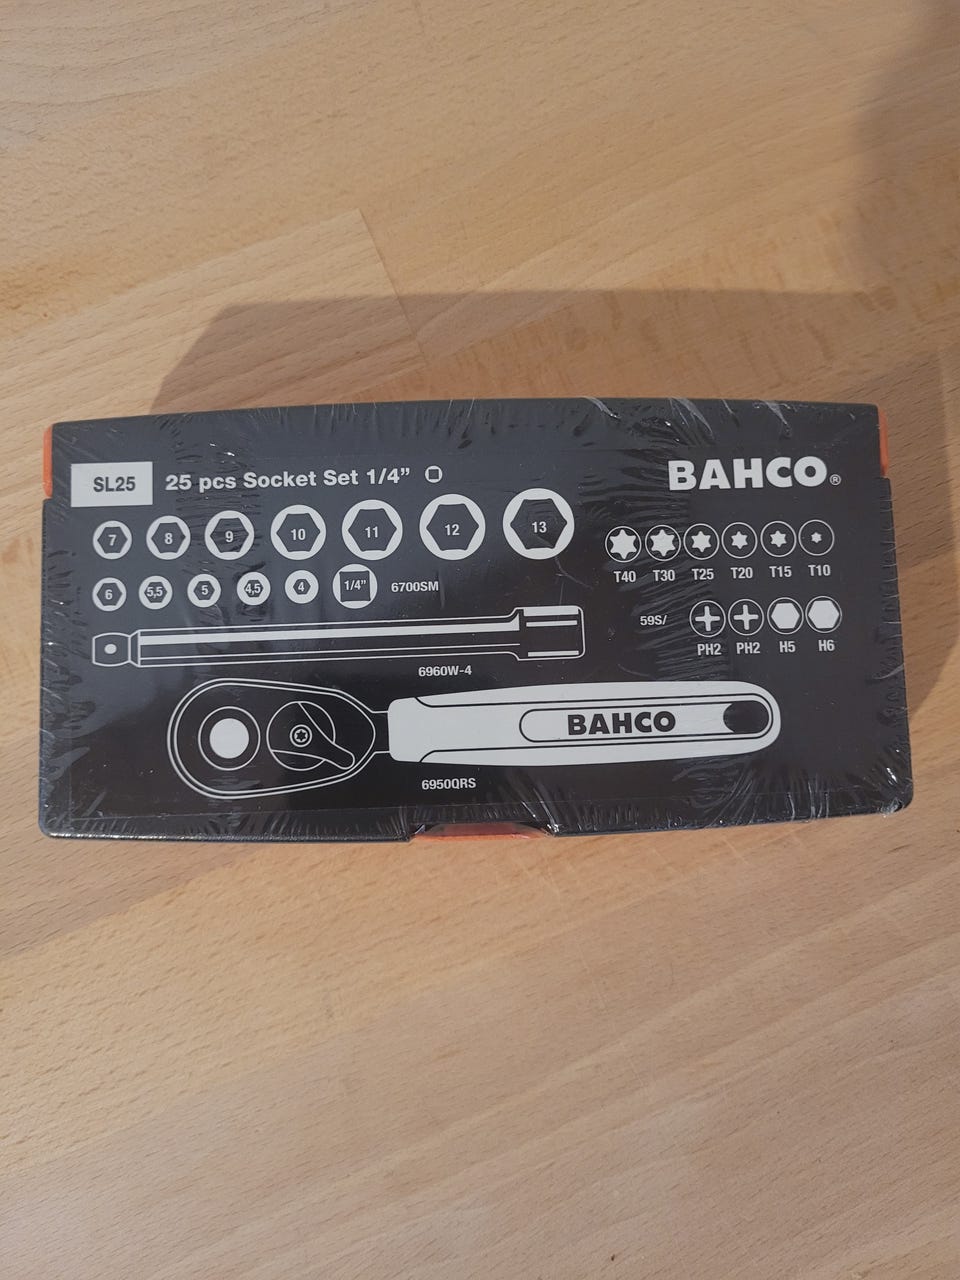 SL25 25 pcs Socket Set 1/4" BAHCO®
7 8 9 10 11 12 13
T40 T30 T25 T20 T15 T10
6 5,5 5 4,5 4 1/4" 6700SM
59S/ PH2 PH2 H5 H6
6960W-4
BAHCO
6950QRS